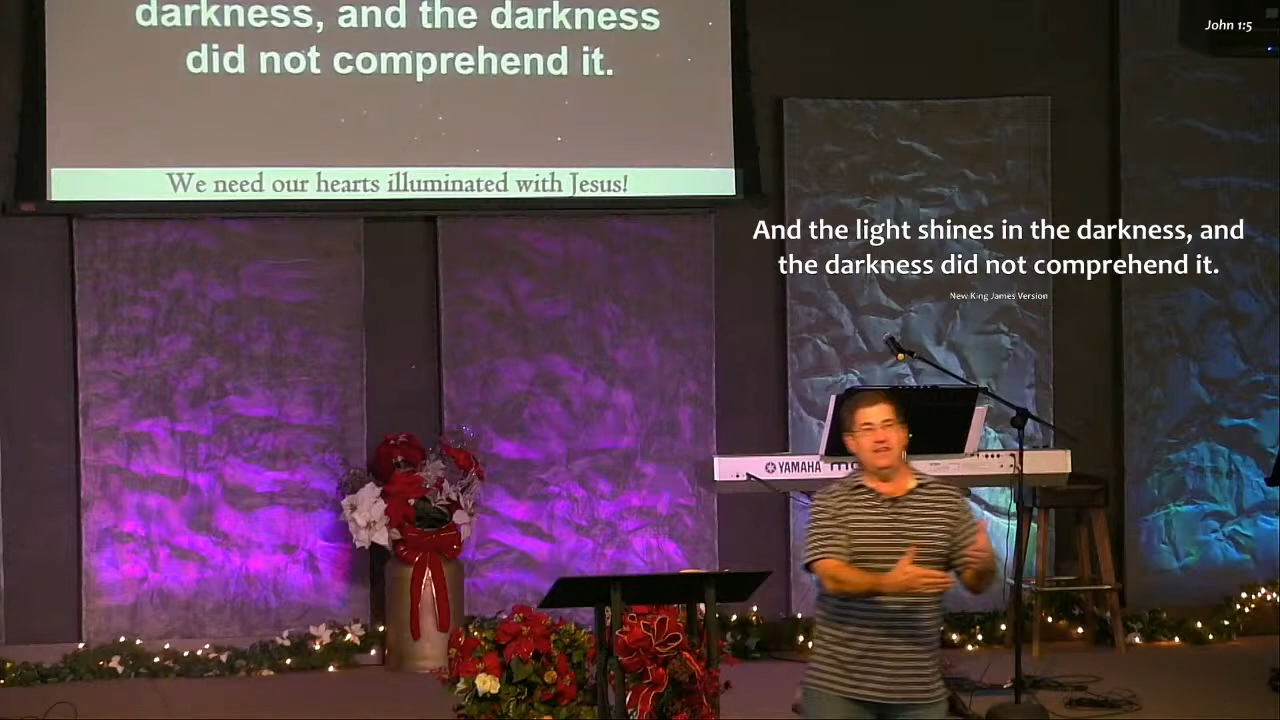 darkness, and the darkness
did not comprehend it.
We need our hearts illuminated with Jesus!
John 1:5
And the light shines in the darkness, and
the darkness did not comprehend it.
New King James Version
YAMAHA